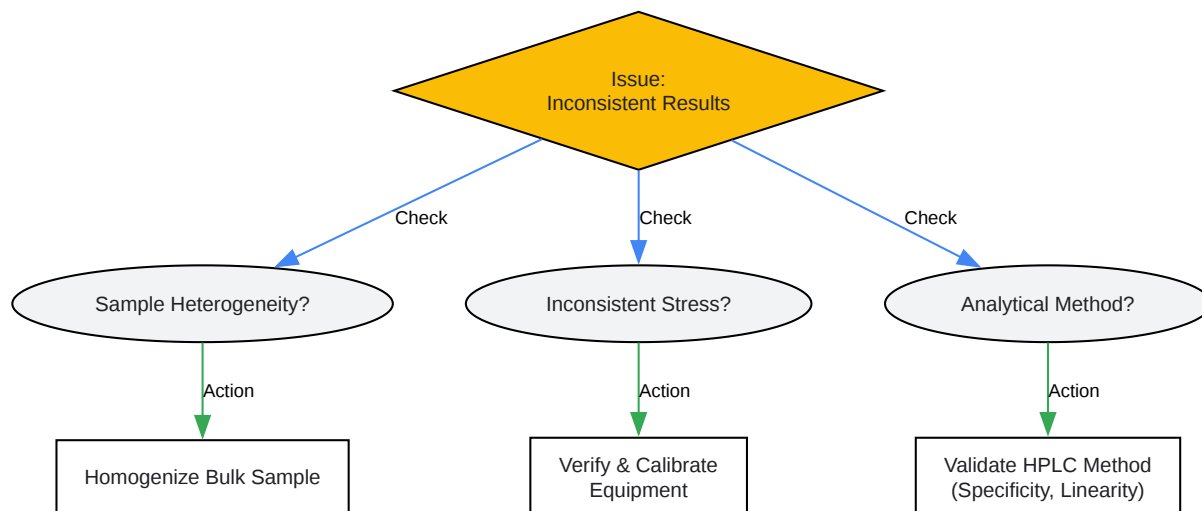 Issue:
Inconsistent Results
Check
Check
Check
Sample Heterogeneity?
Inconsistent Stress?
Analytical Method?
Action
Action
Action
Homogenize Bulk Sample
Verify & Calibrate
Equipment
Validate HPLC Method
(Specificity, Linearity)